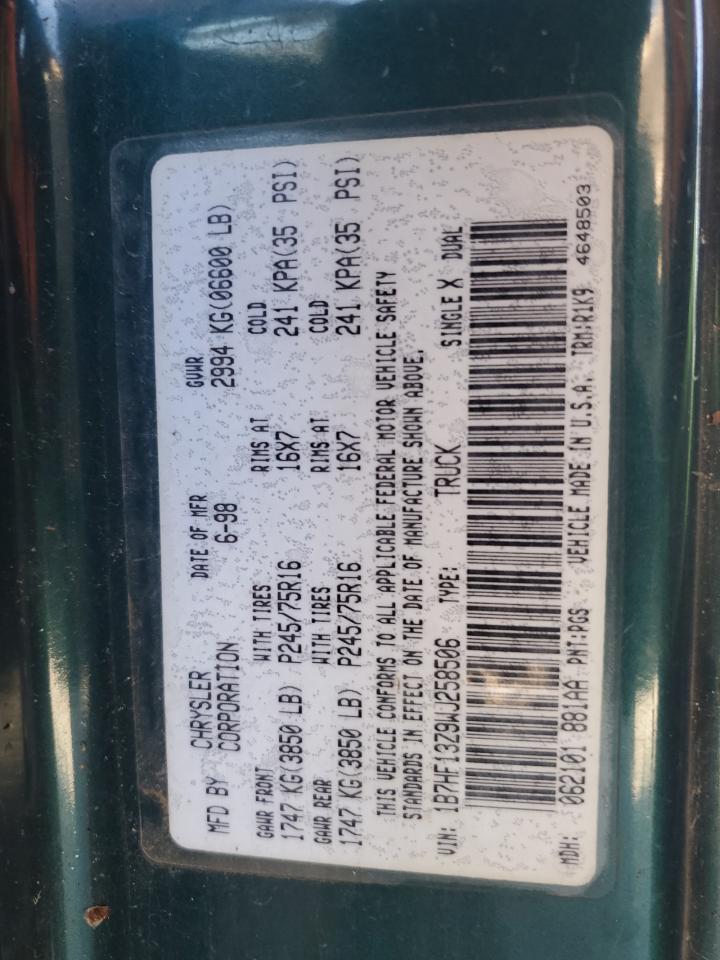 MFD BY CHRYSLER CORPORATION DATE OF MFR 6-98 GVWR 2994 KG(06600 LB)
GAWR FRONT WITH TIRES RIMS AT COLD
1747 KG(3850 LB) P245/75R16 16X7 241 KPA(35 PSI)
GAWR REAR WITH TIRES RIMS AT COLD
1747 KG(3850 LB) P245/75R16 16X7 241 KPA(35 PSI)
THIS VEHICLE CONFORMS TO ALL APPLICABLE FEDERAL MOTOR VEHICLE SAFETY
STANDARDS IN EFFECT ON THE DATE OF MANUFACTURE SHOWN ABOVE.
VIN: 1B7HF13Z9WJ258506 TYPE: TRUCK SINGLE X DUAL
MDH: 062101 881AA PNT:PGS VEHICLE MADE IN U.S.A. TRM:R1K9 4648503